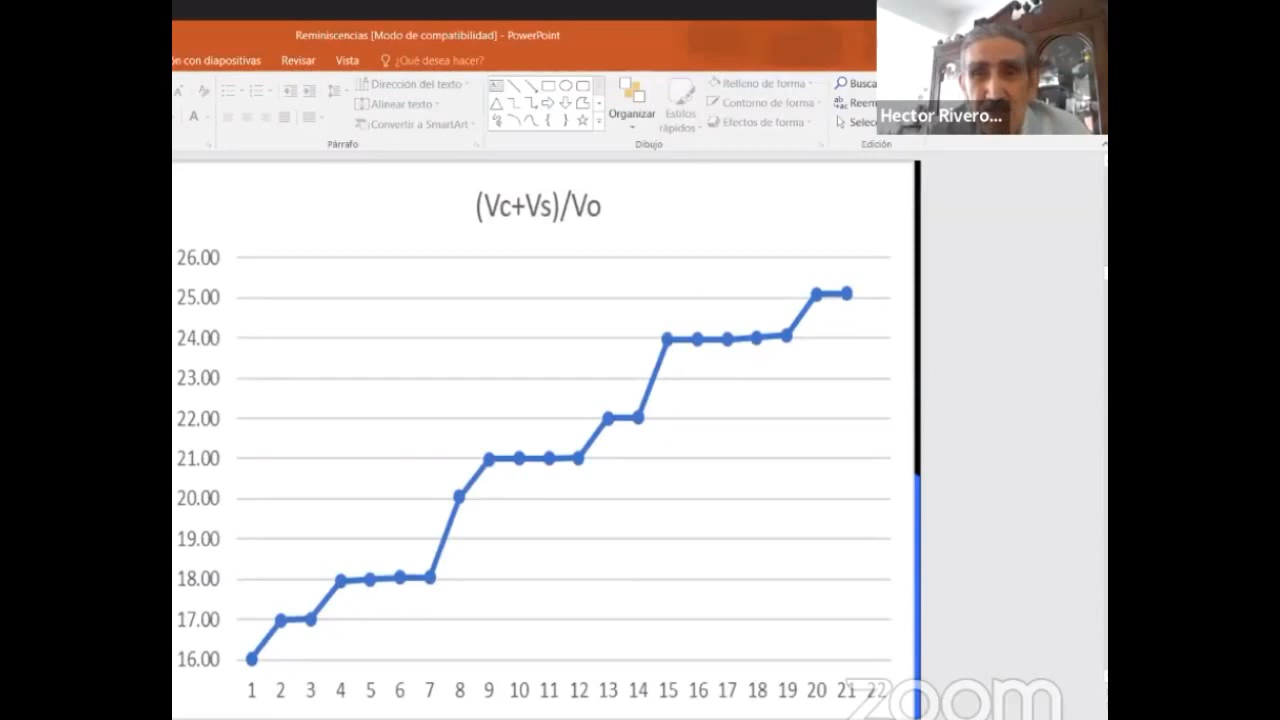 Reminiscencias [Modo de compatibilidad] - PowerPoint
ón con diapositivas Revisar Vista ¿Qué desea hacer?
Dirección del texto
Alinear texto
Convertir a SmartArt
Organizar
Estilos
rápidos
Relleno de forma
Contorno de forma
Efectos de forma
Busca
Reem
Selec
Párrafo Dibujo Edición
Hector Rivero...
(Vc+Vs)/Vo
26.00
25.00
24.00
23.00
22.00
21.00
20.00
19.00
18.00
17.00
16.00
1 2 3 4 5 6 7 8 9 10 11 12 13 14 15 16 17 18 19 20 21 22
zoom